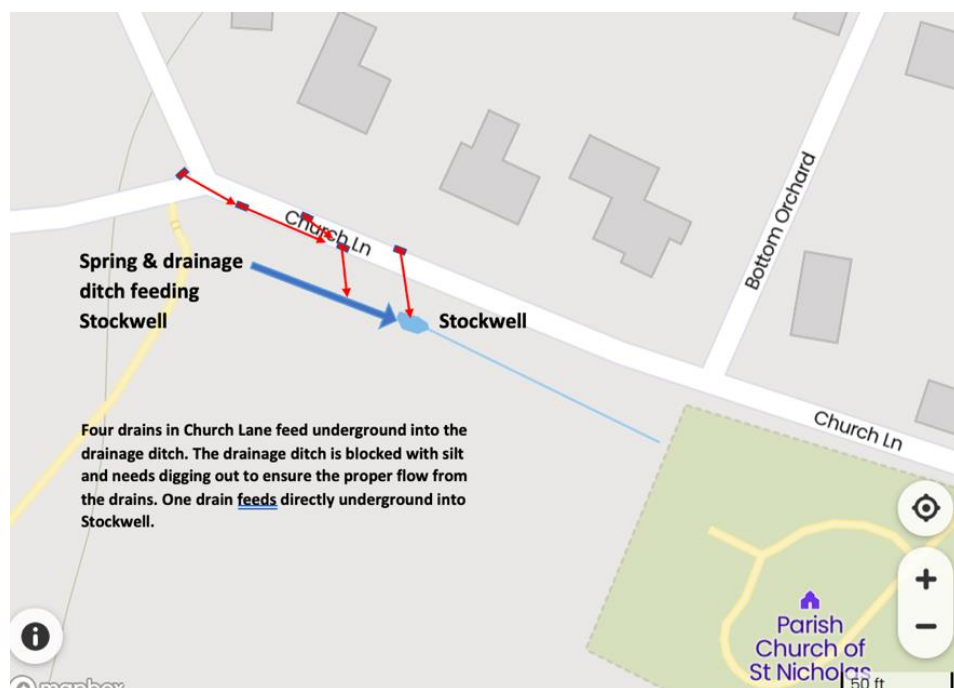 Church Ln
Bottom Orchard
Spring & drainage
ditch feeding
Stockwell
Stockwell
Four drains in Church Lane feed underground into the
drainage ditch. The drainage ditch is blocked with silt
and needs digging out to ensure the proper flow from
the drains. One drain feeds directly underground into
Stockwell.
Church Ln
Parish
Church of
St Nicholas
50 ft
mapbox